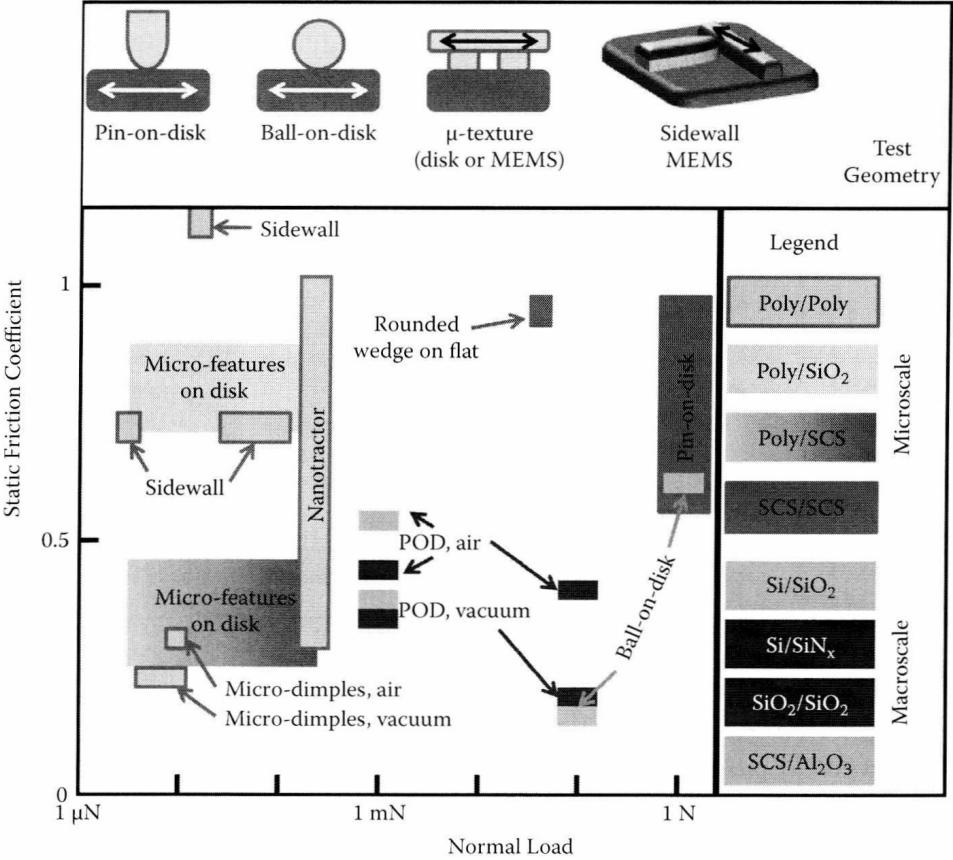 Pin-on-disk
Ball-on-disk
μ-texture
(disk or MEMS)
Sidewall
MEMS
Test
Geometry
Static Friction Coefficient
1
0.5
0
Sidewall
Rounded
wedge on flat
Micro-features
on disk
Sidewall
Nanotractor
Pin-on-disk
POD, air
POD, vacuum
Ball-on-disk
Micro-features
on disk
Micro-dimples, air
Micro-dimples, vacuum
1 μN
1 mN
1 N
Normal Load
Legend
Poly/Poly
Poly/SiO₂
Poly/SCS
SCS/SCS
Microscale
Si/SiO₂
Si/SiNₓ
SiO₂/SiO₂
SCS/Al₂O₃
Macroscale